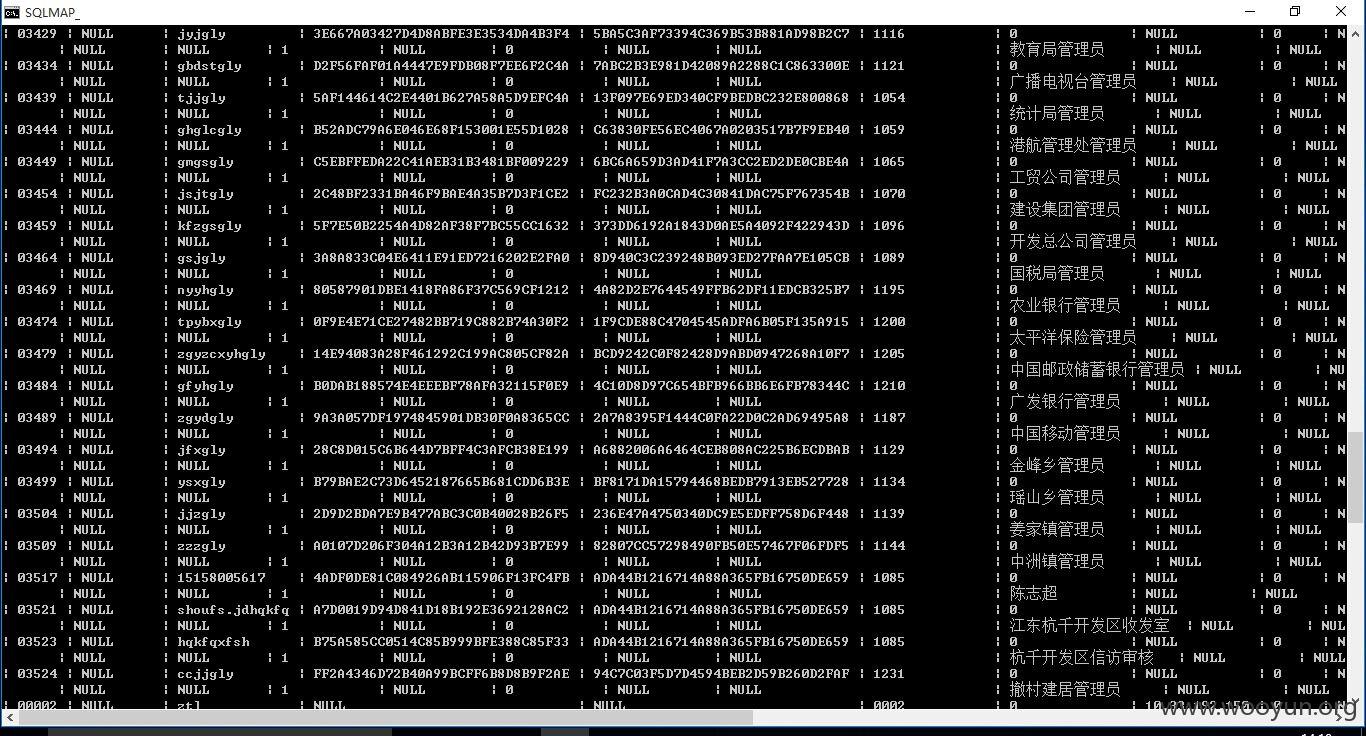 SQLMAP_
| 03429 | NULL | jyjgly | 3E667A03427D4D8ABFE3E3534DA4B3F4 | 5BA5C3AF73394C369B53B881AD98B2C7 | 1116 | 0 | NULL | 0 | N
| NULL | NULL | 1 | NULL | 0 | NULL | NULL | 教育局管理员 | NULL | NULL
| 03434 | NULL | gbdstgly | D2F56FAF01A4447E9FDB08F7EE6F2C4A | 7ABC2B3E981D42089A2288C1C863300E | 1121 | 0 | NULL | 0 | N
| NULL | NULL | 1 | NULL | 0 | NULL | NULL | 广播电视台管理员 | NULL | NULL
| 03439 | NULL | tjjgly | 5AF144614C2E4401B627A58A5D9EFC4A | 13F097E69ED340CF9BEDBC232E800868 | 1054 | 0 | NULL | 0 | N
| NULL | NULL | 1 | NULL | 0 | NULL | NULL | 统计局管理员 | NULL | NULL
| 03444 | NULL | ghglcgly | B52ADC79A6E046E68F153001E55D1028 | C63830FE56EC4067A0203517B7F9EB40 | 1059 | 0 | NULL | 0 | N
| NULL | NULL | 1 | NULL | 0 | NULL | NULL | 港航管理处管理员 | NULL | NULL
| 03449 | NULL | gmgsgly | C5EBFFEDA22C41AEB31B3481BF009229 | 6BC6A659D3AD41F7A3CC2ED2DE0CBE4A | 1065 | 0 | NULL | 0 | N
| NULL | NULL | 1 | NULL | 0 | NULL | NULL | 工贸公司管理员 | NULL | NULL
| 03454 | NULL | jsjtgly | 2C48BF2331BA46F9BAE4A35B7D3F1CE2 | FC232B3A0CAD4C30841DAC75F767354B | 1070 | 0 | NULL | 0 | N
| NULL | NULL | 1 | NULL | 0 | NULL | NULL | 建设集团管理员 | NULL | NULL
| 03459 | NULL | kfzgsgly | 5F7E50B2254A4D82AF38F7BC55CC1632 | 373DD6192A1843D0AE5A4092F422943D | 1096 | 0 | NULL | 0 | N
| NULL | NULL | 1 | NULL | 0 | NULL | NULL | 开发总公司管理员 | NULL | NULL
| 03464 | NULL | gsjgly | 3A8A833C04E6411E91ED7216202E2FA0 | 8D940C3C239248B093ED27FAA7E105CB | 1089 | 0 | NULL | 0 | N
| NULL | NULL | 1 | NULL | 0 | NULL | NULL | 国税局管理员 | NULL | NULL
| 03469 | NULL | nyyhgly | 80587901DBE1418FA86F37C569CF1212 | 4A82D2E7644549FFB62DF11EDCB325B7 | 1195 | 0 | NULL | 0 | N
| NULL | NULL | 1 | NULL | 0 | NULL | NULL | 农业银行管理员 | NULL | NULL
| 03474 | NULL | tpybxgly | 0F9E4E71CE27482BB719C882B74A30F2 | 1F9CDE88C4704545ADFA6B05F135A915 | 1200 | 0 | NULL | 0 | N
| NULL | NULL | 1 | NULL | 0 | NULL | NULL | 太平洋保险管理员 | NULL | NULL
| 03479 | NULL | zgyzcxyhgly | 14E94083A28F461292C199AC805CF82A | BCD9242C0F82428D9ABD0947268A10F7 | 1205 | 0 | NULL | 0 | N
| NULL | NULL | 1 | NULL | 0 | NULL | NULL | 中国邮政储蓄银行管理员 | NULL | NU
| 03484 | NULL | gfyhgly | B0DAB188574E4EEEBF78AFA32115F0E9 | 4C10D8D97C654BFB966BB6E6FB78344C | 1210 | 0 | NULL | 0 | N
| NULL | NULL | 1 | NULL | 0 | NULL | NULL | 广发银行管理员 | NULL | NULL
| 03489 | NULL | zgydgly | 9A3A057DF1974845901DB30F0A8365CC | 2A7A8395F1444C0FA22D0C2AD69495A8 | 1187 | 0 | NULL | 0 | N
| NULL | NULL | 1 | NULL | 0 | NULL | NULL | 中国移动管理员 | NULL | NULL
| 03494 | NULL | jfxgly | 28C8D015C6B644D7BFF4C3AFCB38E199 | A6882006A6464CEB808AC225B6ECDBAB | 1129 | 0 | NULL | 0 | N
| NULL | NULL | 1 | NULL | 0 | NULL | NULL | 金峰乡管理员 | NULL | NULL
| 03499 | NULL | ysxgly | B79BAE2C73D6452187665B681CDD6B3E | BF8171DA15794468BEDB7913EB527728 | 1134 | 0 | NULL | 0 | N
| NULL | NULL | 1 | NULL | 0 | NULL | NULL | 瑶山乡管理员 | NULL | NULL
| 03504 | NULL | jjzgly | 2D9D2BDA7E9B477ABC3C0B40028B26F5 | 236E47A4750340DC9E5EDFF758D6F448 | 1139 | 0 | NULL | 0 | N
| NULL | NULL | 1 | NULL | 0 | NULL | NULL | 姜家镇管理员 | NULL | NULL
| 03509 | NULL | zzzgly | A0107D206F304A12B3A12B42D93B7E99 | 82807CC57298490FB50E57467F06FDF5 | 1144 | 0 | NULL | 0 | N
| NULL | NULL | 1 | NULL | 0 | NULL | NULL | 中洲镇管理员 | NULL | NULL
| 03517 | NULL | 15158005617 | 4ADF0DE81C084926AB115906F13FC4FB | ADA44B1216714A88A365FB16750DE659 | 1085 | 0 | NULL | 0 | N
| NULL | NULL | 1 | NULL | 0 | NULL | NULL | 陈志超 | NULL | NULL
| 03521 | NULL | shoufs.jdhqkfq | A7D0019D94D841D18B192E3692128AC2 | ADA44B1216714A88A365FB16750DE659 | 1085 | 0 | NULL | 0 | N
| NULL | NULL | 1 | NULL | 0 | NULL | NULL | 江东杭千开发区收发室 | NULL | NUL
| 03523 | NULL | hqkfqxfsh | B75A585CC0514C85B999BFE388C85F33 | ADA44B1216714A88A365FB16750DE659 | 1085 | 0 | NULL | 0 | N
| NULL | NULL | 1 | NULL | 0 | NULL | NULL | 杭千开发区信访审核 | NULL | NULL
| 03524 | NULL | ccjjgly | FF2A4346D72B40A99BCFF6B8D8B9F2AE | 94C7C03F5D7D4594BEB2D59B260D2FAF | 1231 | 0 | NULL | 0 | N
| NULL | NULL | 1 | NULL | 0 | NULL | NULL | 撤村建居管理员 | NULL | NULL
| 00002 | NULL | ztl | NULL | NULL | 0002 | 0
www.wooyun.org